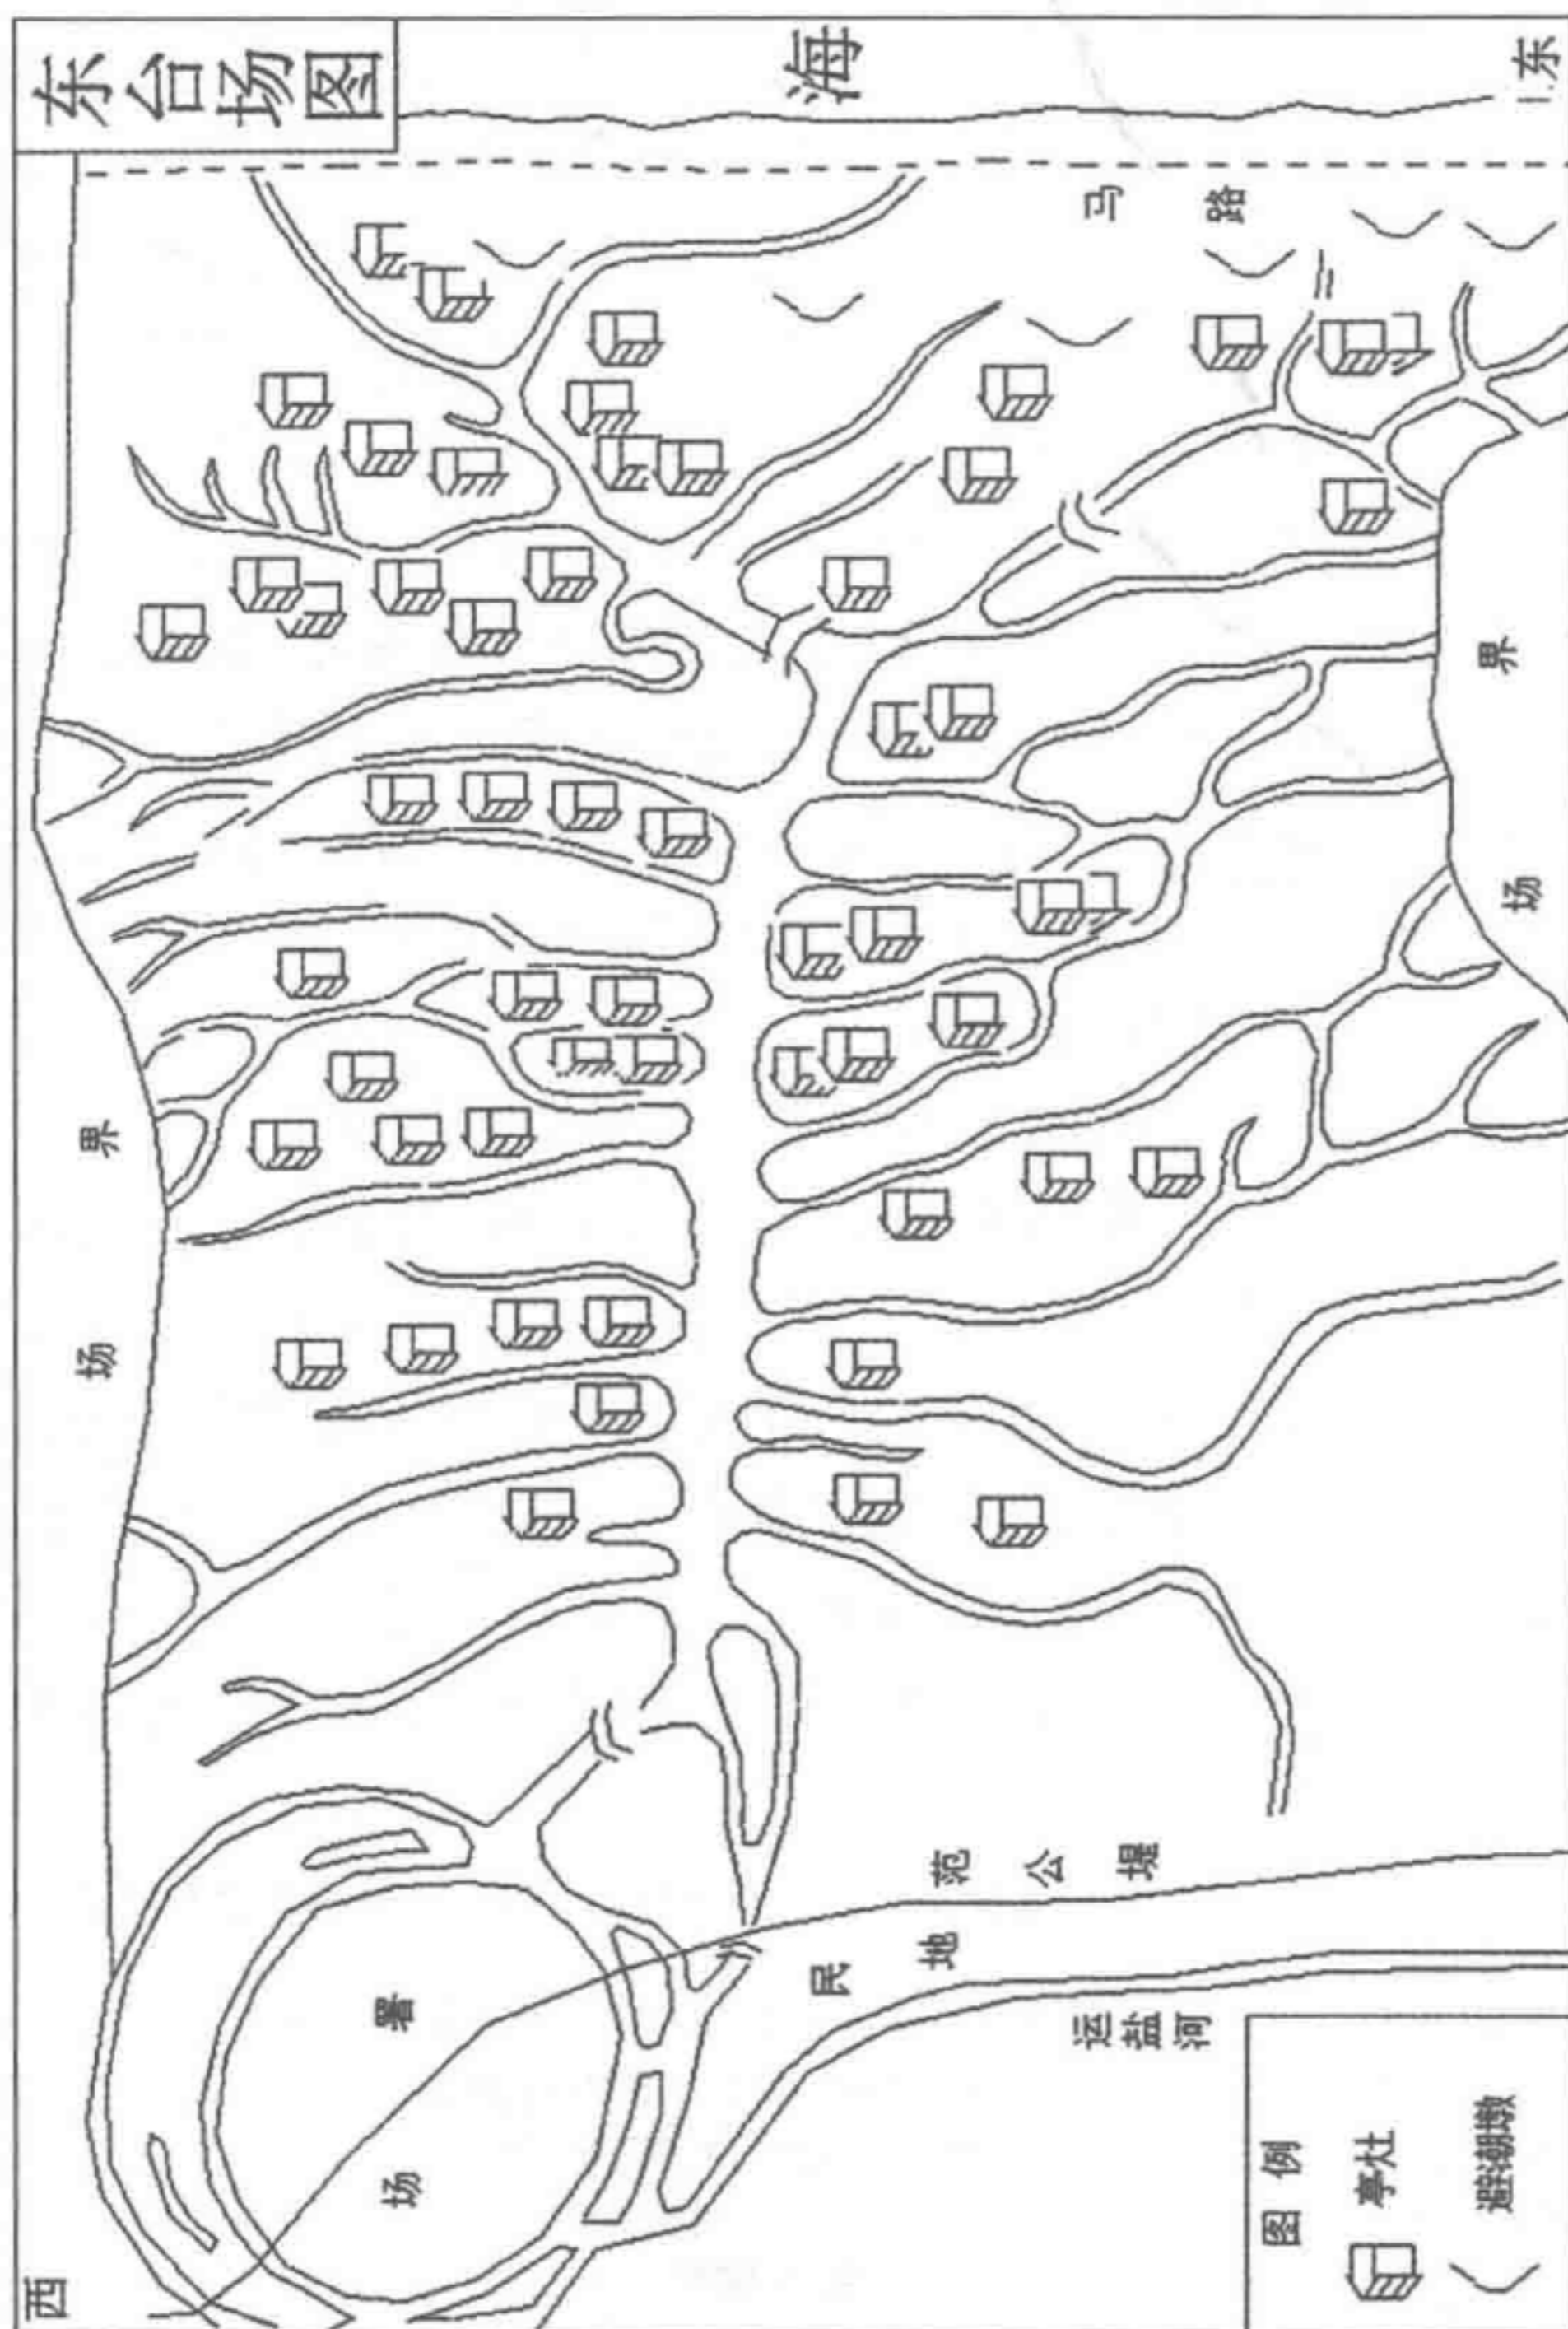 东台场图
海
东
马路
界场
界场
范公堤
民地
运盐河
场署
西
图例
亭灶
避潮墩